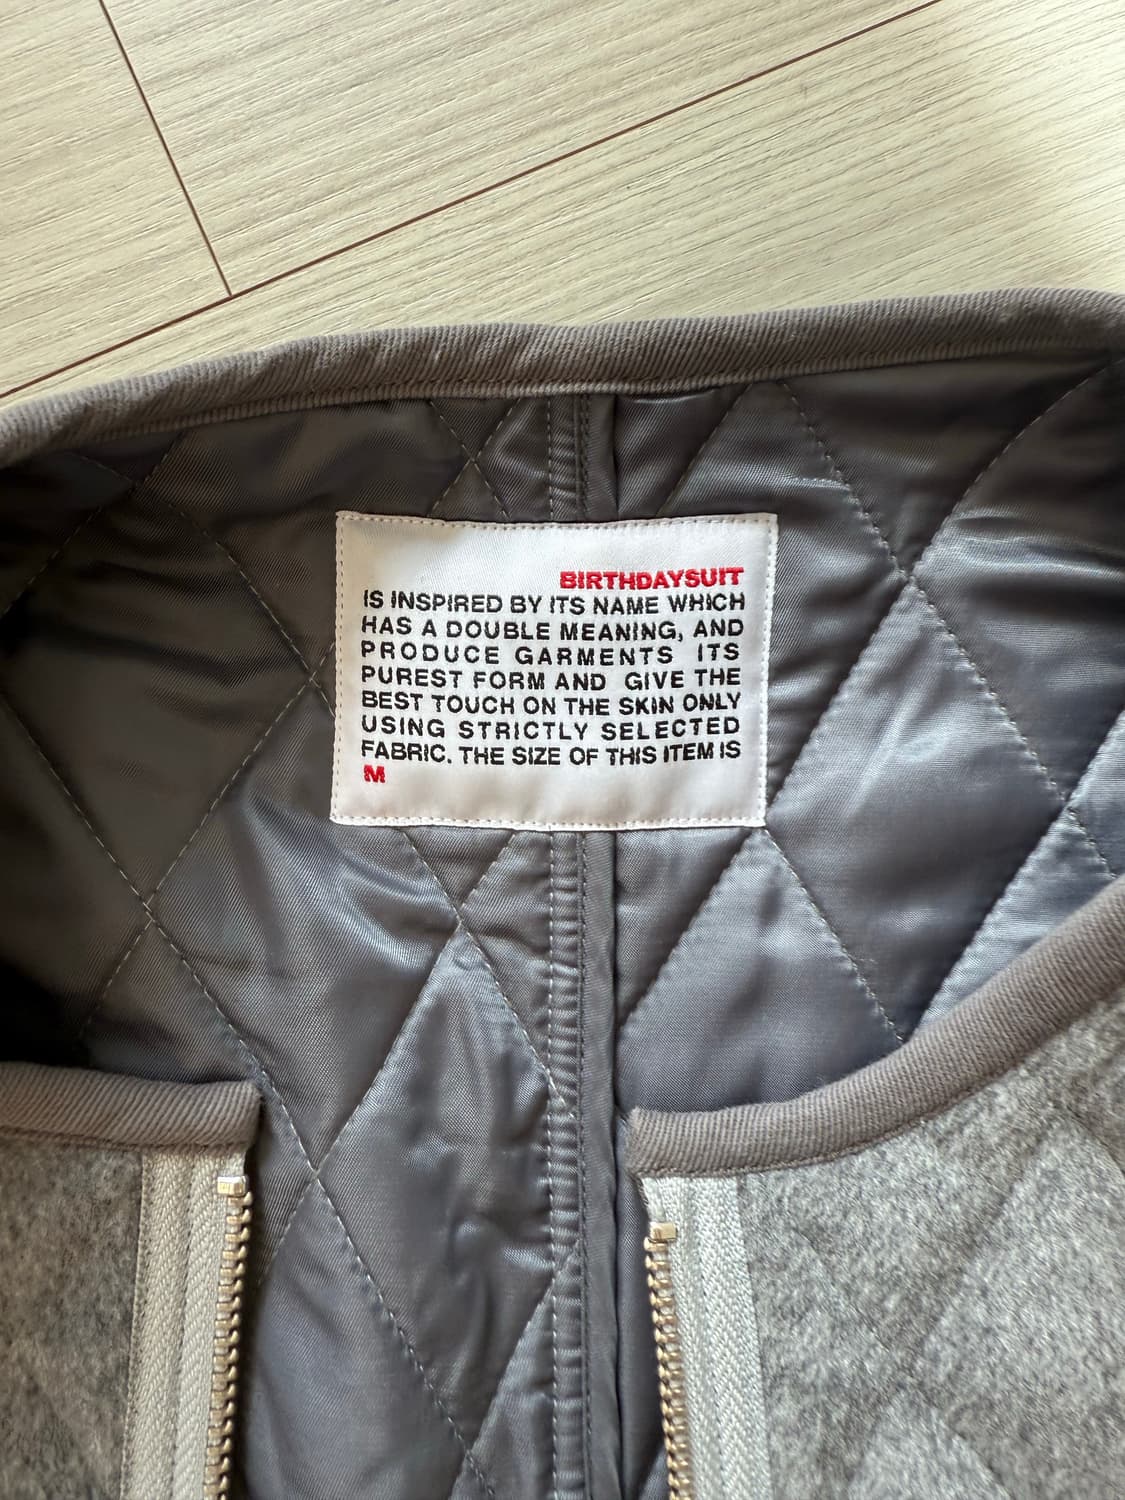 BIRTHDAYSUIT
IS INSPIRED BY ITS NAME WHICH
HAS A DOUBLE MEANING, AND
PRODUCE GARMENTS ITS
PUREST FORM AND GIVE THE
BEST TOUCH ON THE SKIN ONLY
USING STRICTLY SELECTED
FABRIC. THE SIZE OF THIS ITEM IS
M